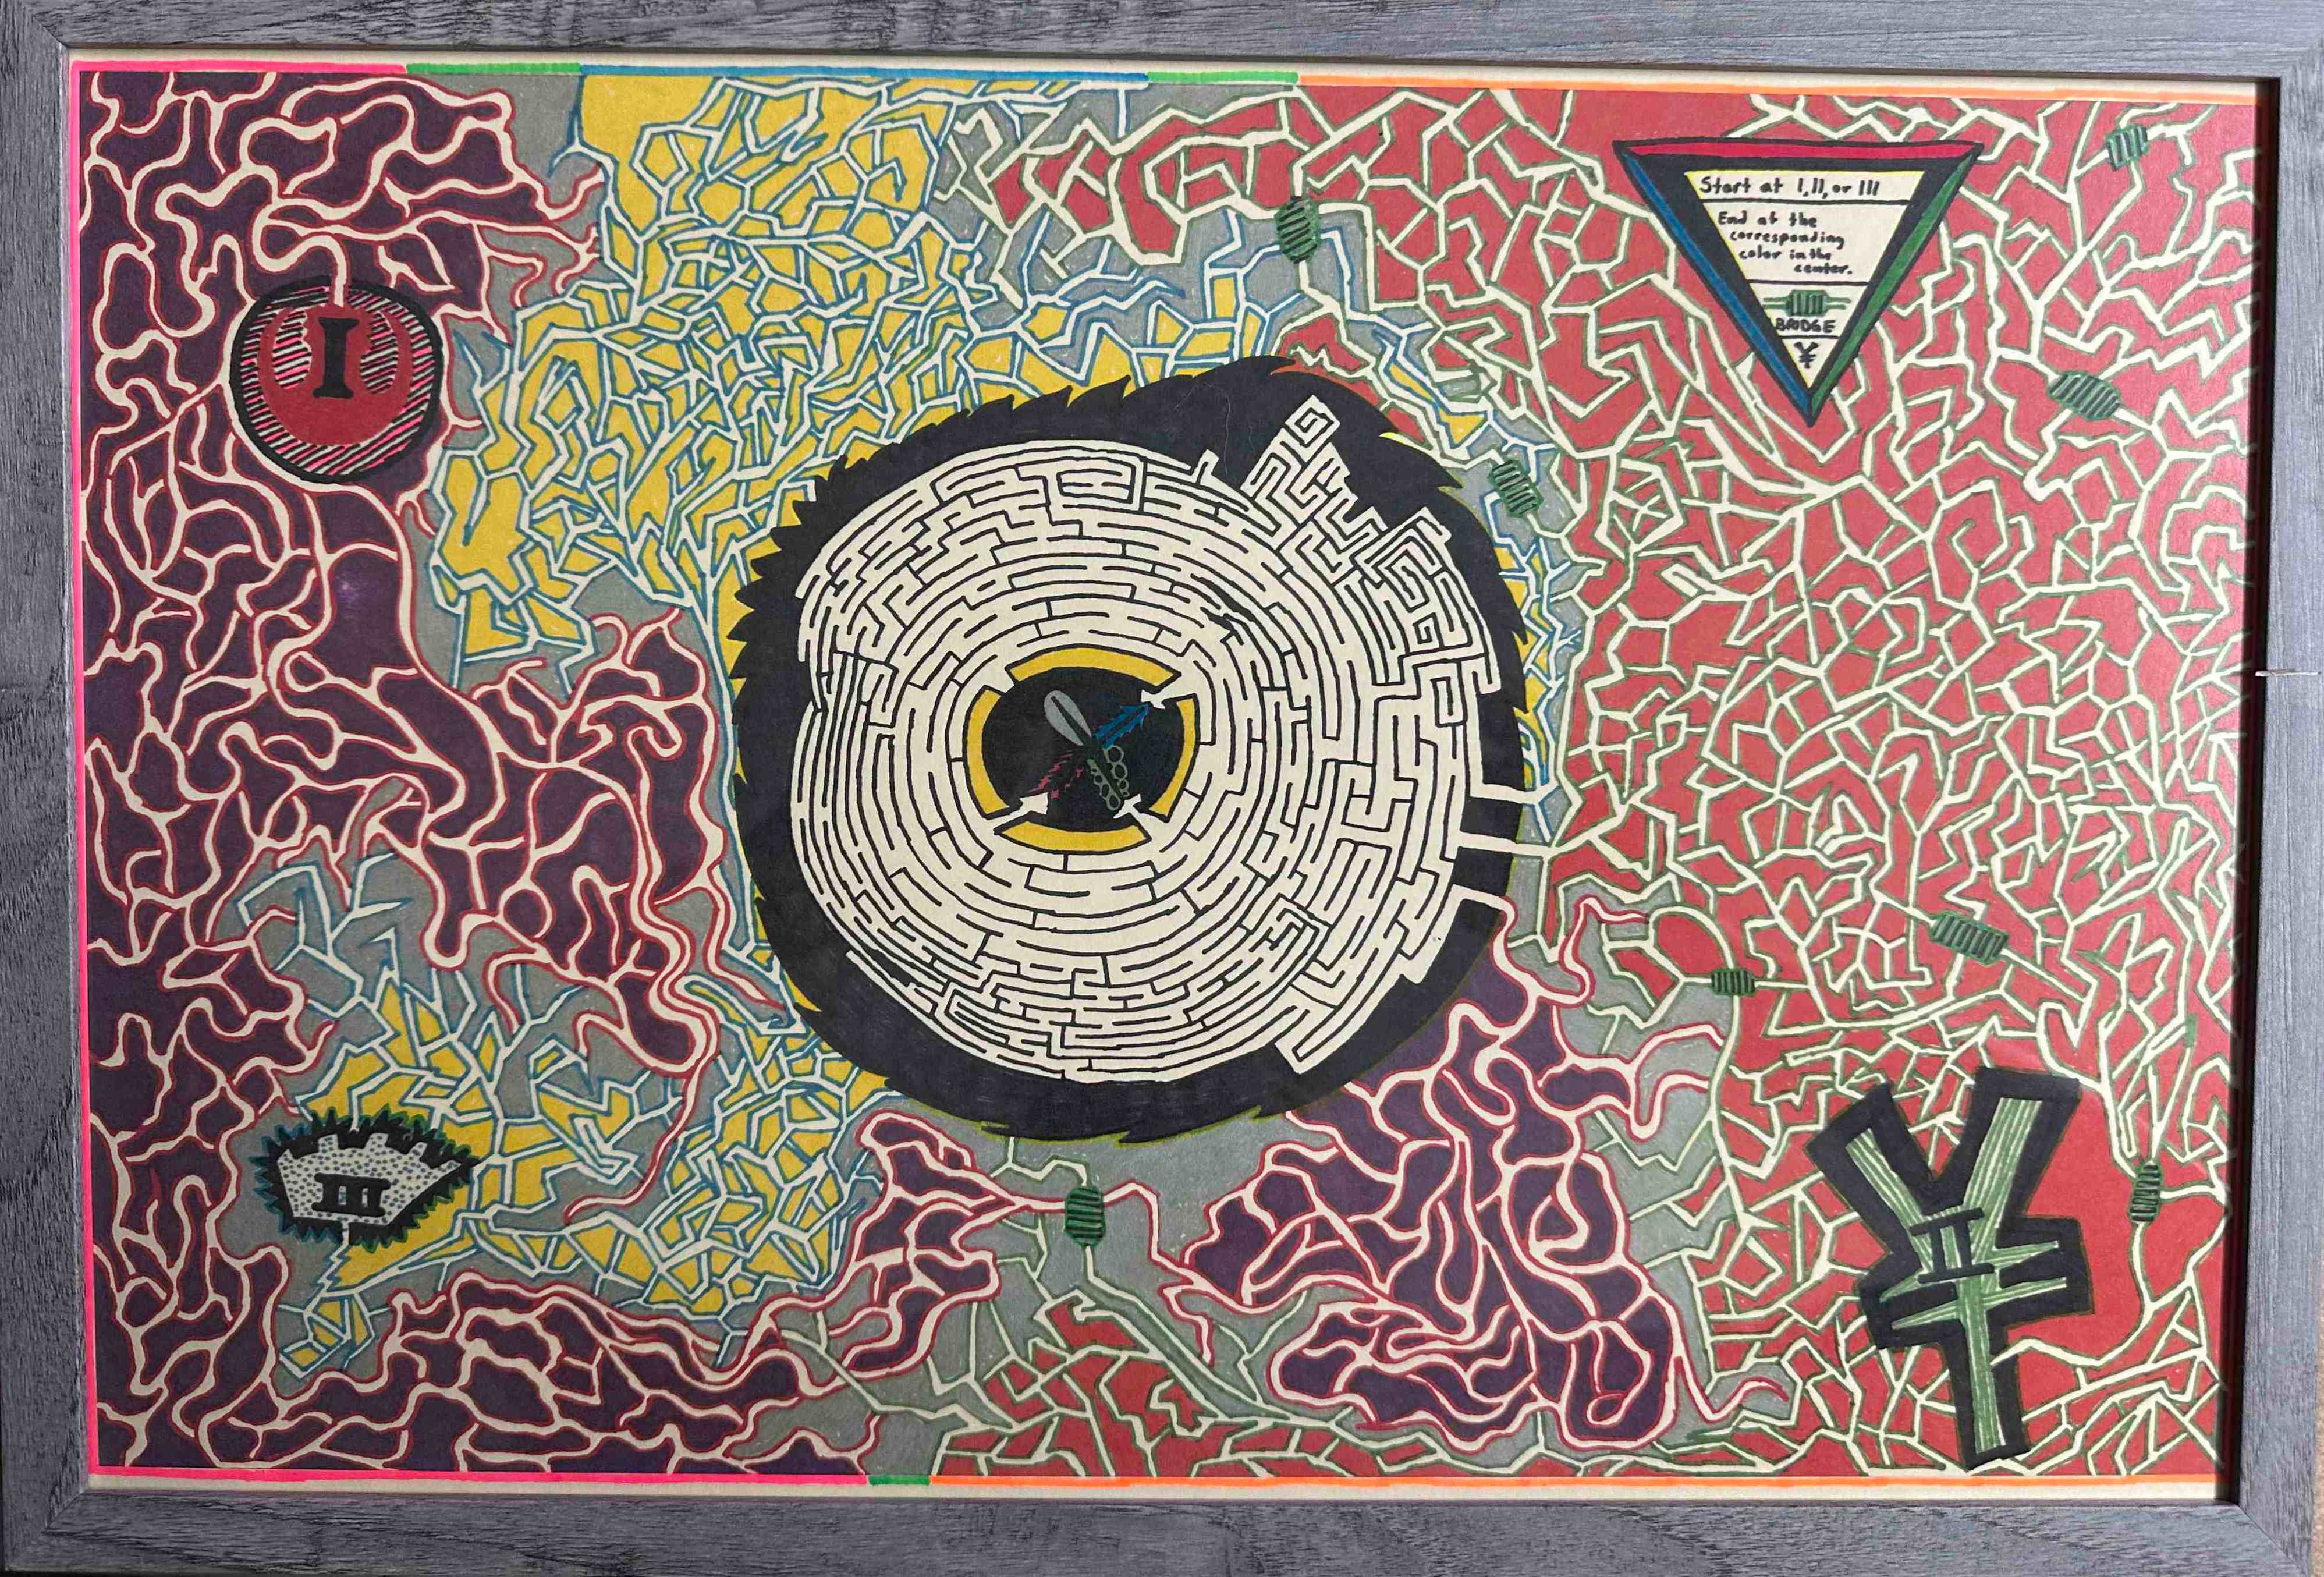 I
Start at I, II, or III
End at the
corresponding
color in the
center.
BRIDGE
¥
III
II